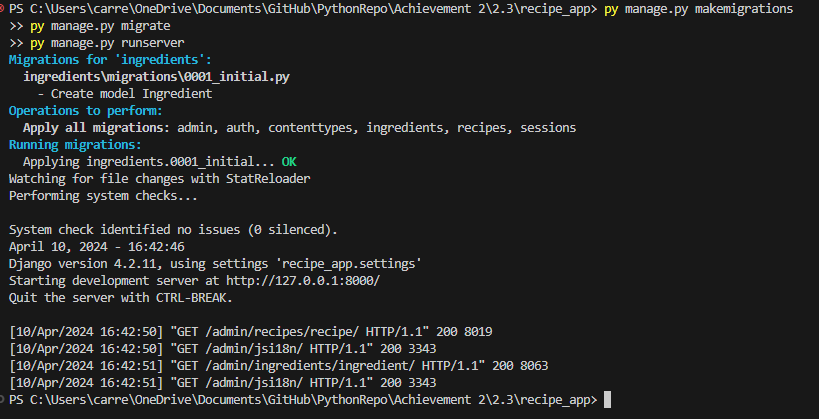 PS C:\Users\carre\OneDrive\Documents\GitHub\PythonRepo\Achievement 2\2.3\recipe_app> py manage.py makemigrations
>> py manage.py migrate
>> py manage.py runserver
Migrations for 'ingredients':
  ingredients\migrations\0001_initial.py
    - Create model Ingredient
Operations to perform:
  Apply all migrations: admin, auth, contenttypes, ingredients, recipes, sessions
Running migrations:
  Applying ingredients.0001_initial... OK
Watching for file changes with StatReloader
Performing system checks...

System check identified no issues (0 silenced).
April 10, 2024 - 16:42:46
Django version 4.2.11, using settings 'recipe_app.settings'
Starting development server at http://127.0.0.1:8000/
Quit the server with CTRL-BREAK.

[10/Apr/2024 16:42:50] "GET /admin/recipes/recipe/ HTTP/1.1" 200 8019
[10/Apr/2024 16:42:50] "GET /admin/jsi18n/ HTTP/1.1" 200 3343
[10/Apr/2024 16:42:51] "GET /admin/ingredients/ingredient/ HTTP/1.1" 200 8063
[10/Apr/2024 16:42:51] "GET /admin/jsi18n/ HTTP/1.1" 200 3343
PS C:\Users\carre\OneDrive\Documents\GitHub\PythonRepo\Achievement 2\2.3\recipe_app>